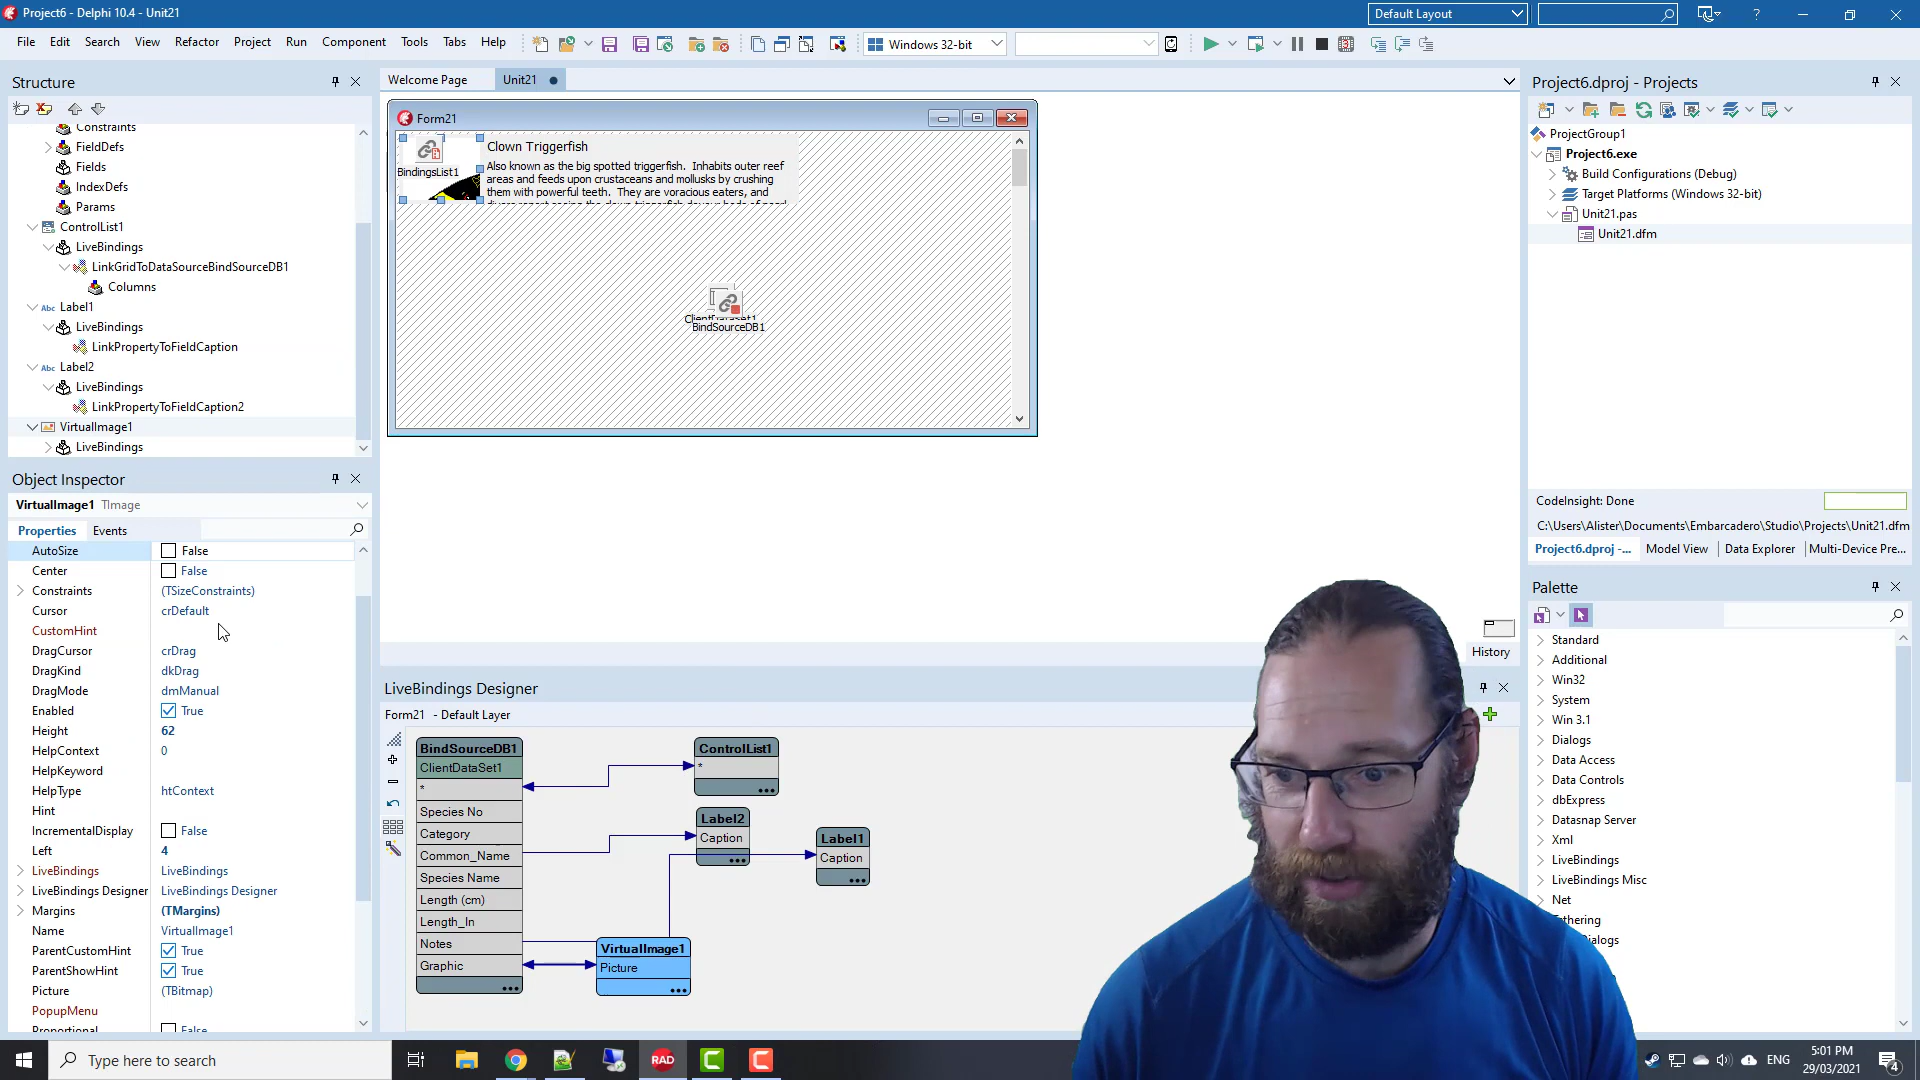 Project6 - Delphi 10.4 - Unit21
Default Layout
File Edit Search View Refactor Project Run Component Tools Tabs Help
Windows 32-bit
Structure
Constraints
FieldDefs
Fields
IndexDefs
Params
ControlList1
LiveBindings
LinkGridToDataSourceBindSourceDB1
Columns
Label1
LiveBindings
LinkPropertyToFieldCaption
Label2
LiveBindings
LinkPropertyToFieldCaption2
VirtualImage1
LiveBindings
Object Inspector
VirtualImage1 TImage
Properties Events
AutoSize False
Center False
Constraints (TSizeConstraints)
Cursor crDefault
CustomHint
DragCursor crDrag
DragKind dkDrag
DragMode dmManual
Enabled True
Height 62
HelpContext 0
HelpKeyword
HelpType htContext
Hint
IncrementalDisplay False
Left 4
LiveBindings LiveBindings
LiveBindings Designer LiveBindings Designer
Margins (TMargins)
Name VirtualImage1
ParentCustomHint True
ParentShowHint True
Picture (TBitmap)
PopupMenu
Proportional False
Welcome Page Unit21
Form21
BindingsList1
Clown Triggerfish
Also known as the big spotted triggerfish. Inhabits outer reef
areas and feeds upon crustaceans and mollusks by crushing
them with powerful teeth. They are voracious eaters, and
ClientDataSet1
BindSourceDB1
History
LiveBindings Designer
Form21 - Default Layer
BindSourceDB1
ClientDataSet1
*
Species No
Category
Common_Name
Species Name
Length (cm)
Length_In
Notes
Graphic
ControlList1
*
Label2
Caption
Label1
Caption
VirtualImage1
Picture
Project6.dproj - Projects
ProjectGroup1
Project6.exe
Build Configurations (Debug)
Target Platforms (Windows 32-bit)
Unit21.pas
Unit21.dfm
CodeInsight: Done
C:\Users\Alister\Documents\Embarcadero\Studio\Projects\Unit21.dfm
Project6.dproj -... Model View Data Explorer Multi-Device Pre...
Palette
Standard
Additional
Win32
System
Win 3.1
Dialogs
Data Access
Data Controls
dbExpress
Datasnap Server
Xml
LiveBindings
LiveBindings Misc
Net
Type here to search
RAD
ENG
5:01 PM
29/03/2021
4